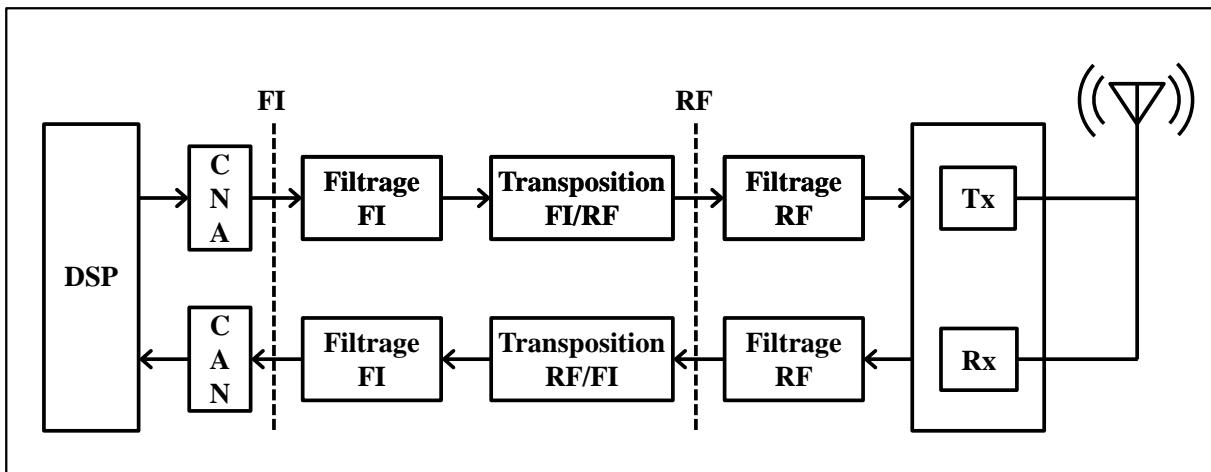 FI
RF
DSP
C
N
A
Filtrage
FI
Transposition
FI/RF
Filtrage
RF
Tx
C
A
N
Filtrage
FI
Transposition
RF/FI
Filtrage
RF
Rx